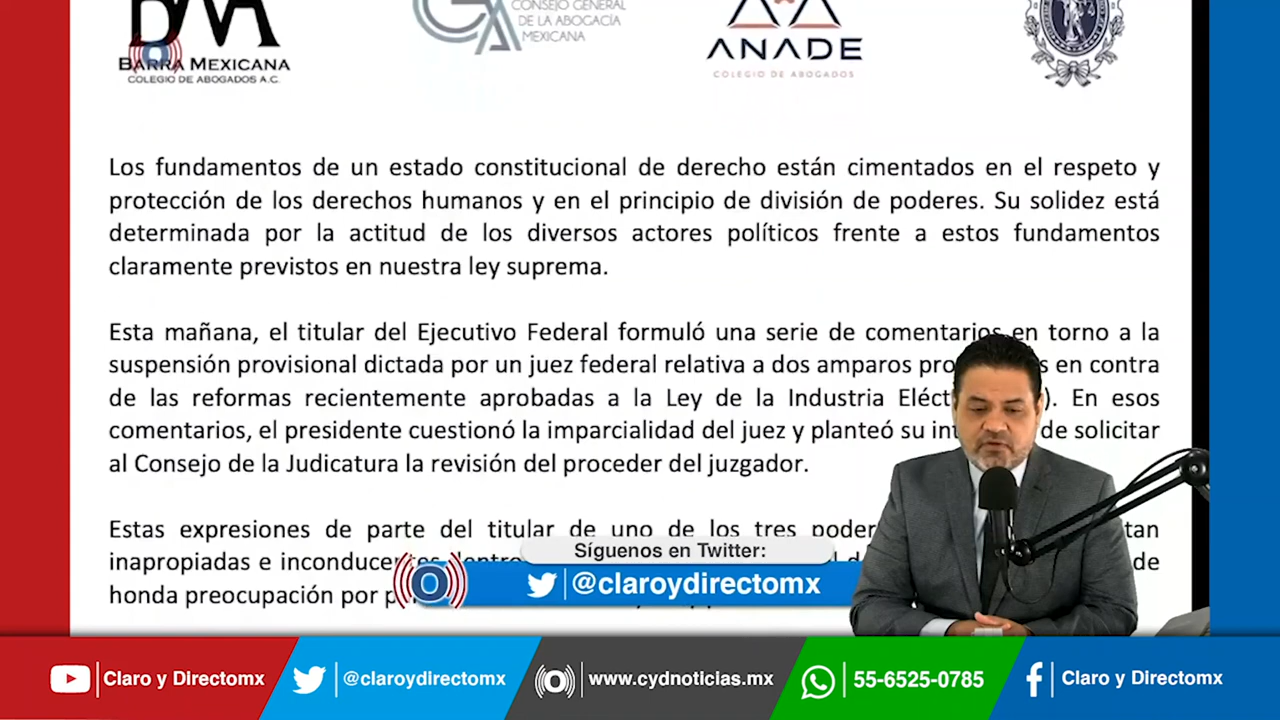 BARRA MEXICANA
COLEGIO DE ABOGADOS A.C.
CONSEJO GENERAL
DE LA ABOGACÍA
MEXICANA
ANADE
COLEGIO DE ABOGADOS
Los fundamentos de un estado constitucional de derecho están cimentados en el respeto y
protección de los derechos humanos y en el principio de división de poderes. Su solidez está
determinada por la actitud de los diversos actores políticos frente a estos fundamentos
claramente previstos en nuestra ley suprema.
Esta mañana, el titular del Ejecutivo Federal formuló una serie de comentarios en torno a la
suspensión provisional dictada por un juez federal relativa a dos amparos en contra
de las reformas recientemente aprobadas a la Ley de la Industria En esos
comentarios, el presidente cuestionó la imparcialidad del juez y planteó su de solicitar
al Consejo de la Judicatura la revisión del proceder del juzgador.
Estas expresiones de parte del titular de uno de los tres
inapropiadas e de
honda preocupación por
Síguenos en Twitter:
@claroydirectomx
Claro y Directomx
@claroydirectomx
www.cydnoticias.mx
55-6525-0785
Claro y Directomx